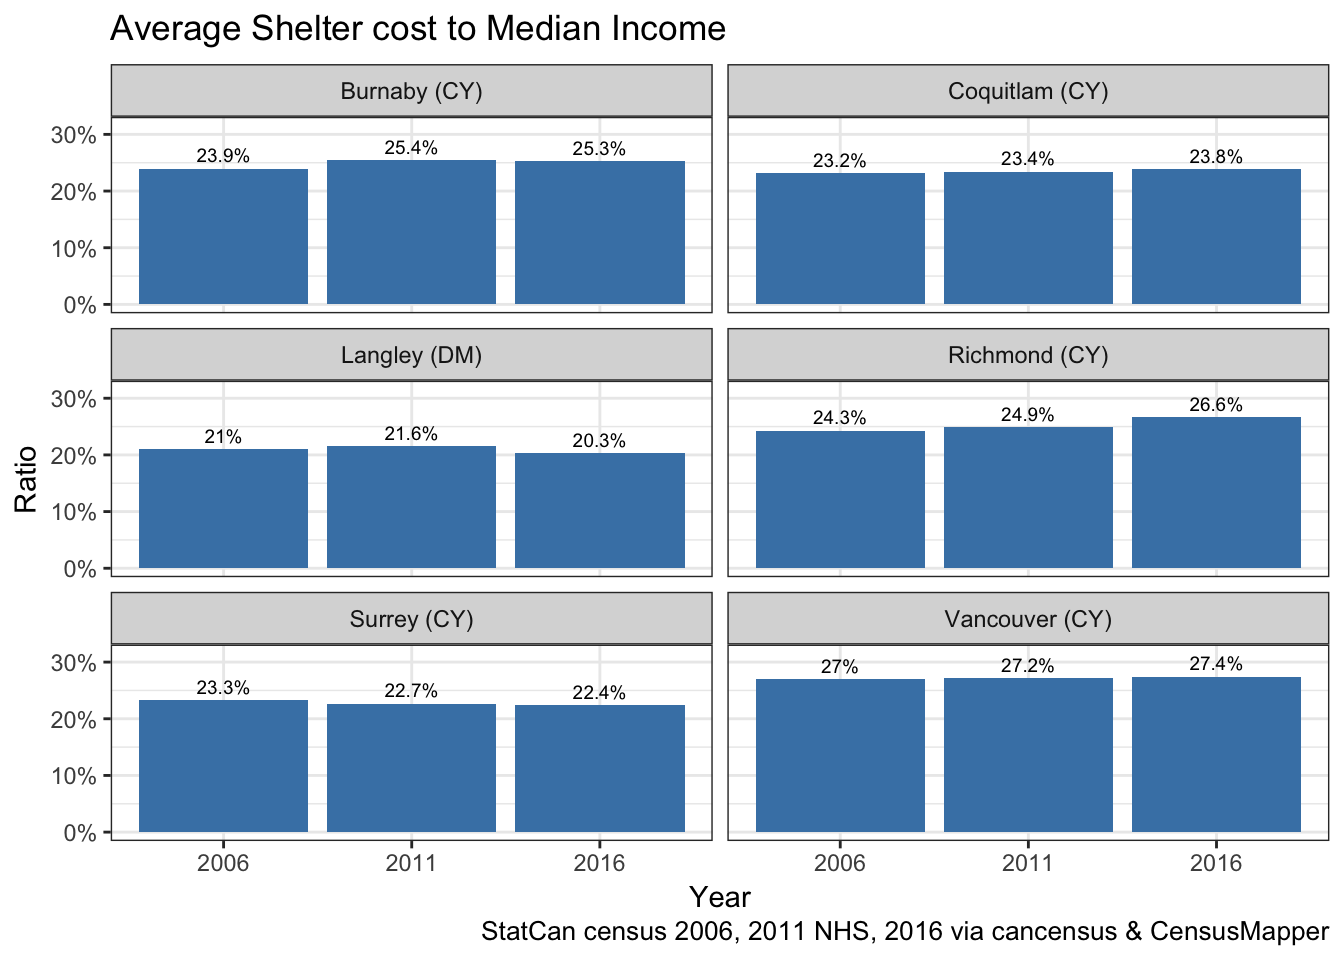 Average Shelter cost to Median Income
Burnaby (CY)
30%
20%
10%
0%
23.9%
25.4%
25.3%
Coquitlam (CY)
23.2%
23.4%
23.8%
Langley (DM)
30%
20%
10%
0%
21%
21.6%
20.3%
Richmond (CY)
24.3%
24.9%
26.6%
Ratio
Surrey (CY)
30%
20%
10%
0%
23.3%
22.7%
22.4%
Vancouver (CY)
27%
27.2%
27.4%
2006 2011 2016
2006 2011 2016
Year
StatCan census 2006, 2011 NHS, 2016 via cancensus & CensusMapper